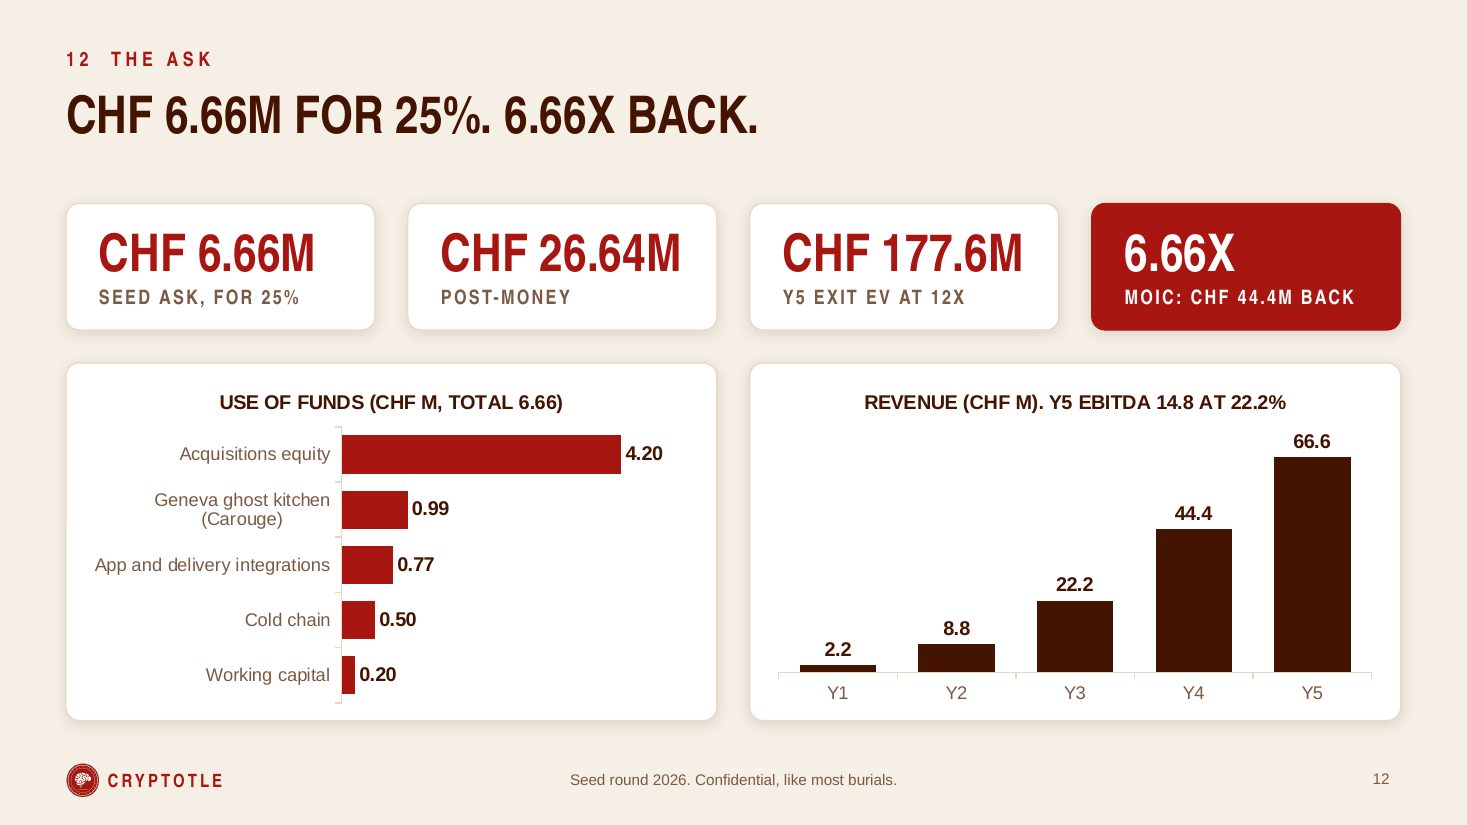 12 THE ASK
CHF 6.66M FOR 25%. 6.66X BACK.
CHF 6.66M
SEED ASK, FOR 25%
CHF 26.64M
POST-MONEY
CHF 177.6M
Y5 EXIT EV AT 12X
6.66X
MOIC: CHF 44.4M BACK
USE OF FUNDS (CHF M, TOTAL 6.66)
Acquisitions equity
4.20
Geneva ghost kitchen
(Carouge)
0.99
App and delivery integrations
0.77
Cold chain
0.50
Working capital
0.20
REVENUE (CHF M). Y5 EBITDA 14.8 AT 22.2%
2.2
8.8
22.2
44.4
66.6
Y1
Y2
Y3
Y4
Y5
CRYPTOTLE
Seed round 2026. Confidential, like most burials.
12